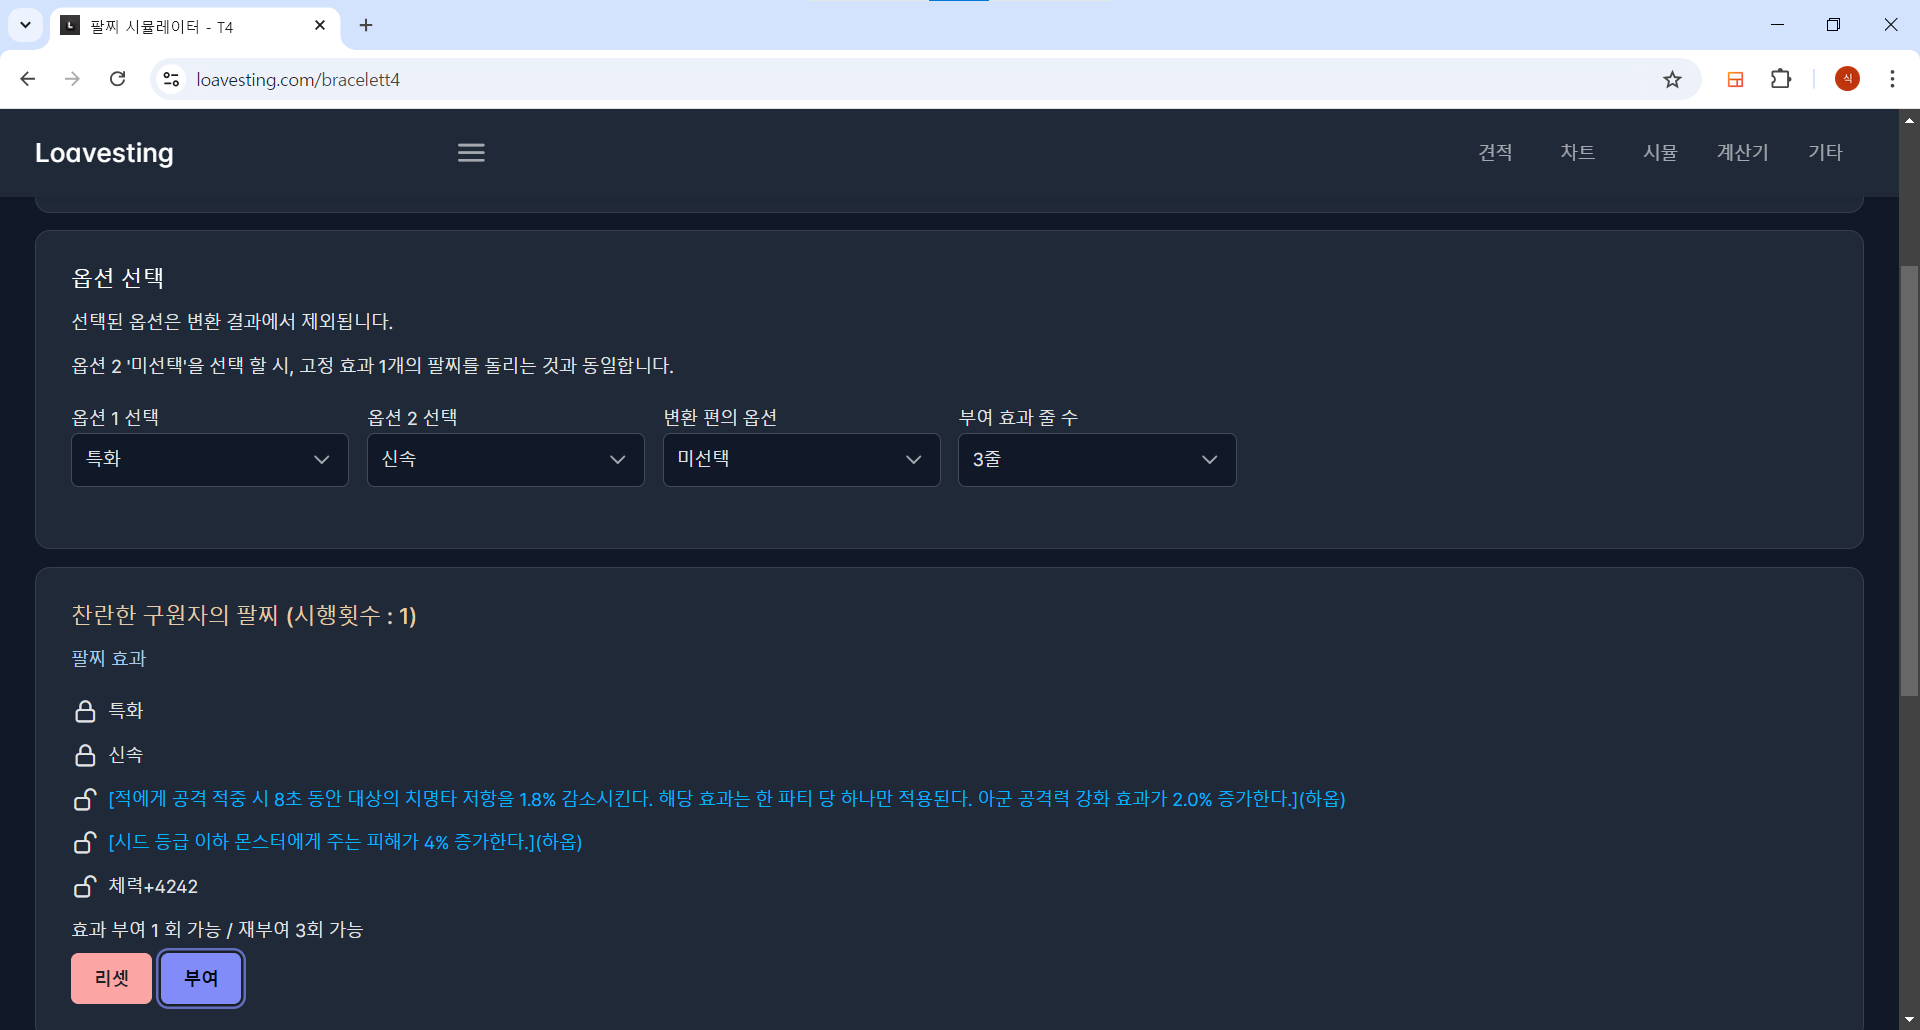 팔찌 시뮬레이터 - T4
loavesting.com/bracelett4
식
Loavesting
견적 차트 시뮬 계산기 기타
옵션 선택
선택된 옵션은 변환 결과에서 제외됩니다.
옵션 2 '미선택'을 선택 할 시, 고정 효과 1개의 팔찌를 돌리는 것과 동일합니다.
옵션 1 선택 옵션 2 선택 변환 편의 옵션 부여 효과 줄 수
특화 신속 미선택 3줄
찬란한 구원자의 팔찌 (시행횟수 : 1)
팔찌 효과
특화
신속
[적에게 공격 적중 시 8초 동안 대상의 치명타 저항을 1.8% 감소시킨다. 해당 효과는 한 파티 당 하나만 적용된다. 아군 공격력 강화 효과가 2.0% 증가한다.](하옵)
[시드 등급 이하 몬스터에게 주는 피해가 4% 증가한다.](하옵)
체력+4242
효과 부여 1 회 가능 / 재부여 3회 가능
리셋 부여